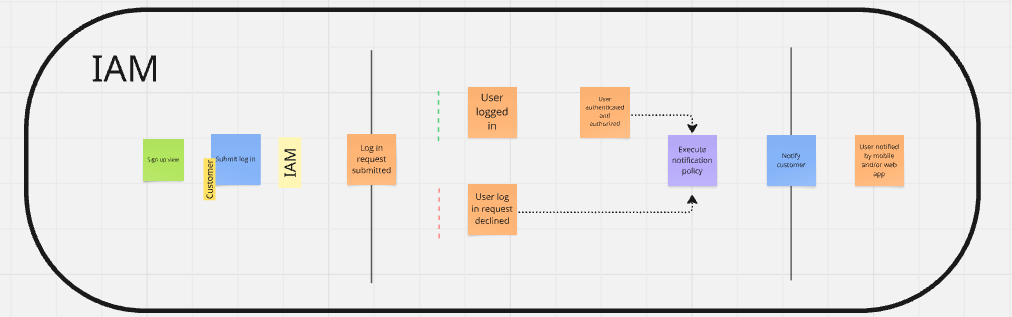 IAM
Sign up view
Submit log in
Customer
IAM
Log in
request
submitted
User
logged
in
User
authenticated
and
authorized
User log
in request
declined
Execute
notification
policy
Notify
customer
User notified
by mobile
and/or web
app